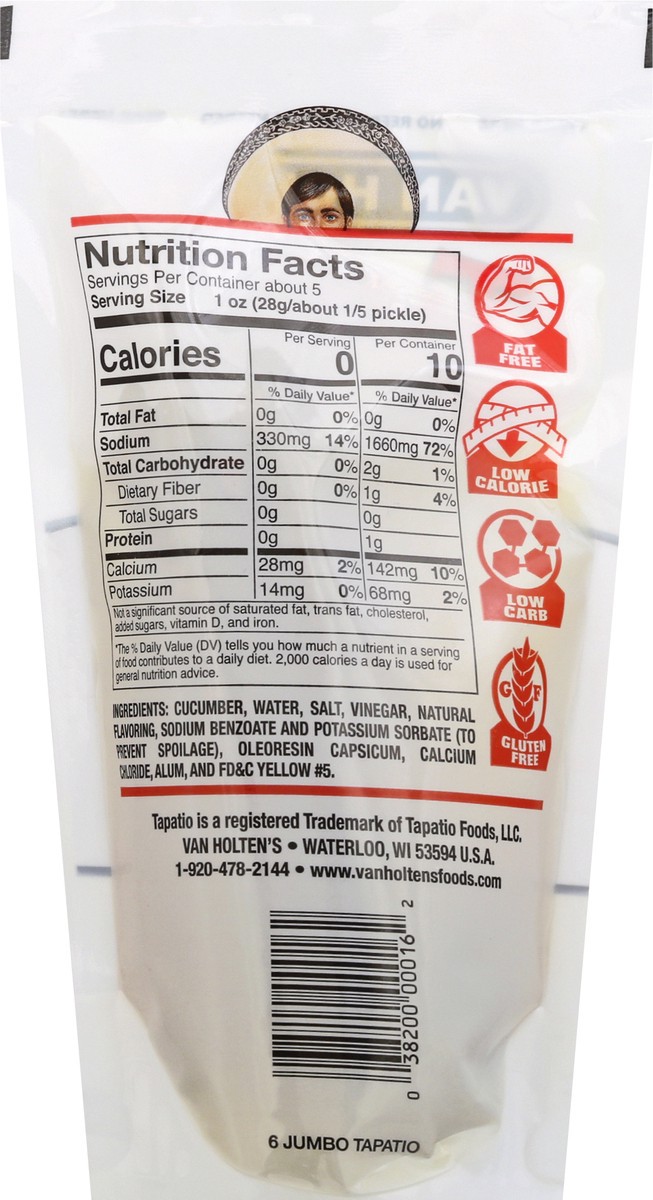 Nutrition Facts
Servings Per Container about 5
Serving Size 1 oz (28g/about 1/5 pickle)
Calories Per Serving 0 Per Container 10
% Daily Value* % Daily Value*
Total Fat 0g 0% 0g 0%
Sodium 330mg 14% 1660mg 72%
Total Carbohydrate 0g 0% 2g 1%
Dietary Fiber 0g 0% 1g 4%
Total Sugars 0g 0g
Protein 0g 1g
Calcium 28mg 2% 142mg 10%
Potassium 14mg 0% 68mg 2%
Not a significant source of saturated fat, trans fat, cholesterol,
added sugars, vitamin D, and iron.
*The % Daily Value (DV) tells you how much a nutrient in a serving
of food contributes to a daily diet. 2,000 calories a day is used for
general nutrition advice.
FAT
FREE
LOW
CALORIE
LOW
CARB
G F
GLUTEN
FREE
INGREDIENTS: CUCUMBER, WATER, SALT, VINEGAR, NATURAL
FLAVORING, SODIUM BENZOATE AND POTASSIUM SORBATE (TO
PREVENT SPOILAGE), OLEORESIN CAPSICUM, CALCIUM
CHLORIDE, ALUM, AND FD&C YELLOW #5.
Tapatio is a registered Trademark of Tapatio Foods, LLC.
VAN HOLTEN'S • WATERLOO, WI 53594 U.S.A.
1-920-478-2144 • www.vanholtensfoods.com
0 38200 00016 2
6 JUMBO TAPATIO